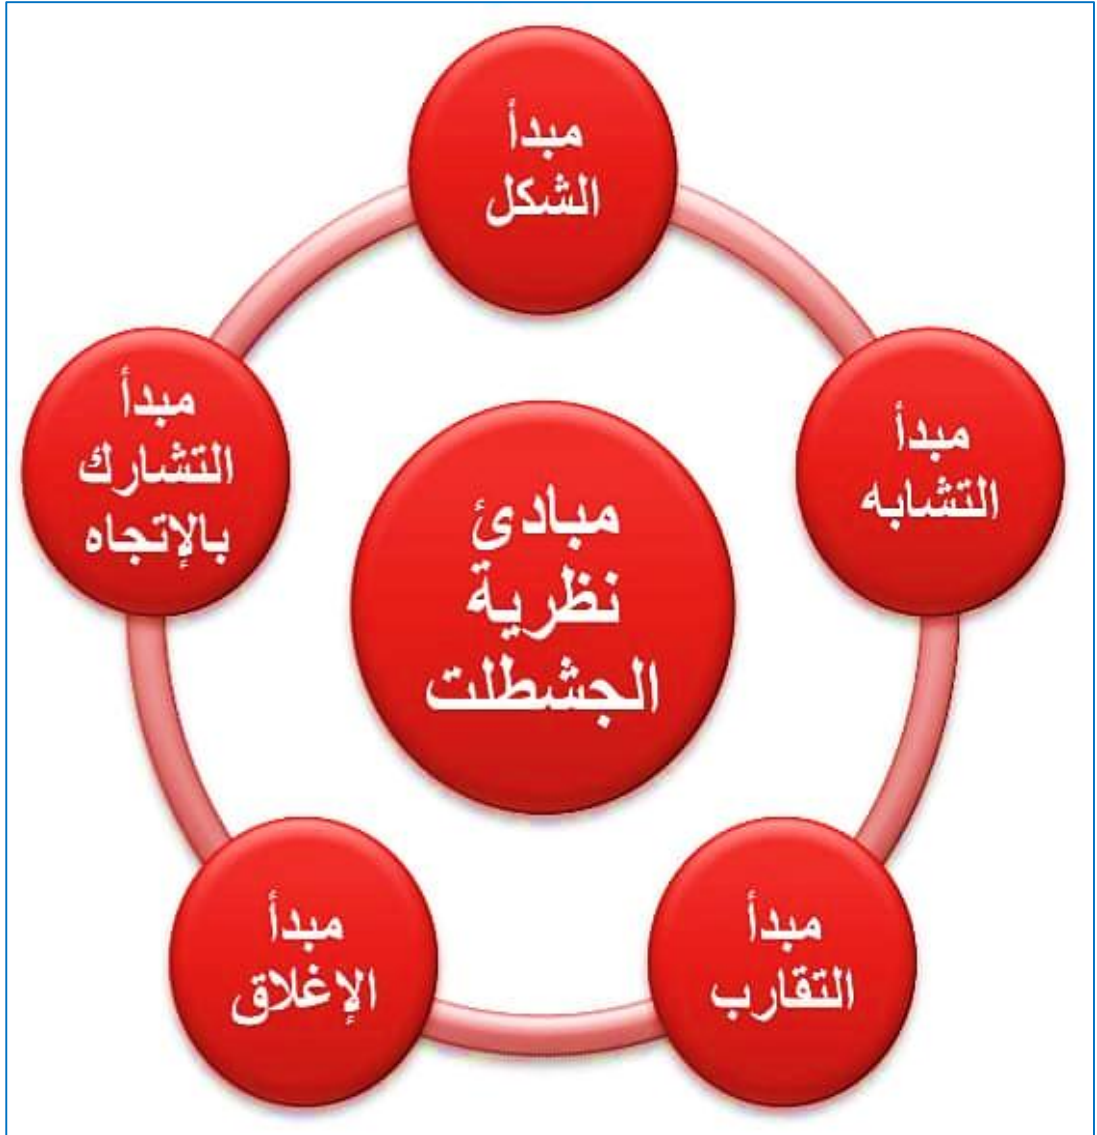 مبدأ
الشكل
مبدأ
التشابه
مبدأ
التقارب
مبدأ
الإغلاق
مبدأ
التشارك
بالإتجاه
مبادئ
نظرية
الجشطلت